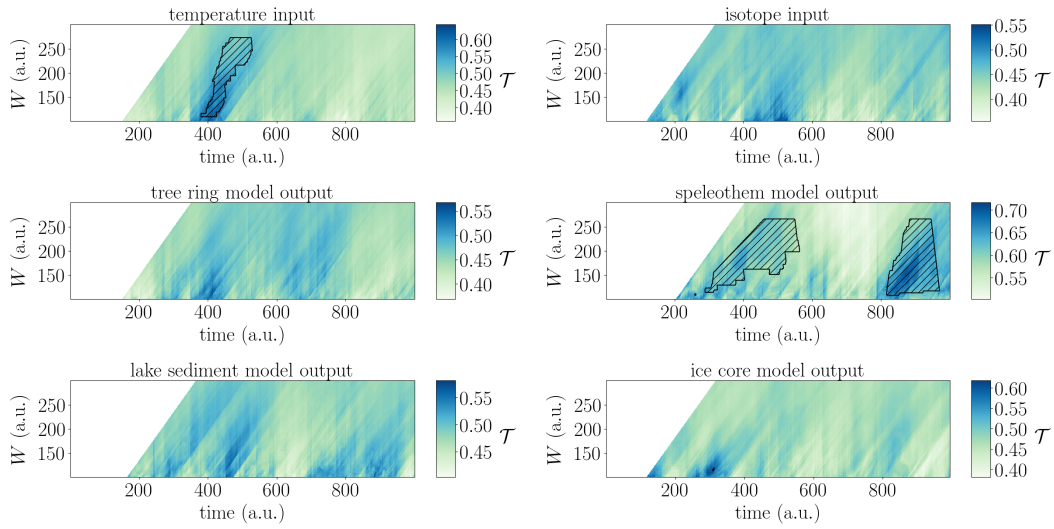 temperature input
W (a.u.)
250
200
150
200 400 600 800
time (a.u.)
0.60
0.55
0.50
0.45
0.40
𝒯
isotope input
W (a.u.)
250
200
150
200 400 600 800
time (a.u.)
0.55
0.50
0.45
0.40
𝒯
tree ring model output
W (a.u.)
250
200
150
200 400 600 800
time (a.u.)
0.55
0.50
0.45
0.40
𝒯
speleothem model output
W (a.u.)
250
200
150
200 400 600 800
time (a.u.)
0.70
0.65
0.60
0.55
𝒯
lake sediment model output
W (a.u.)
250
200
150
200 400 600 800
time (a.u.)
0.55
0.50
0.45
𝒯
ice core model output
W (a.u.)
250
200
150
200 400 600 800
time (a.u.)
0.60
0.55
0.50
0.45
0.40
𝒯